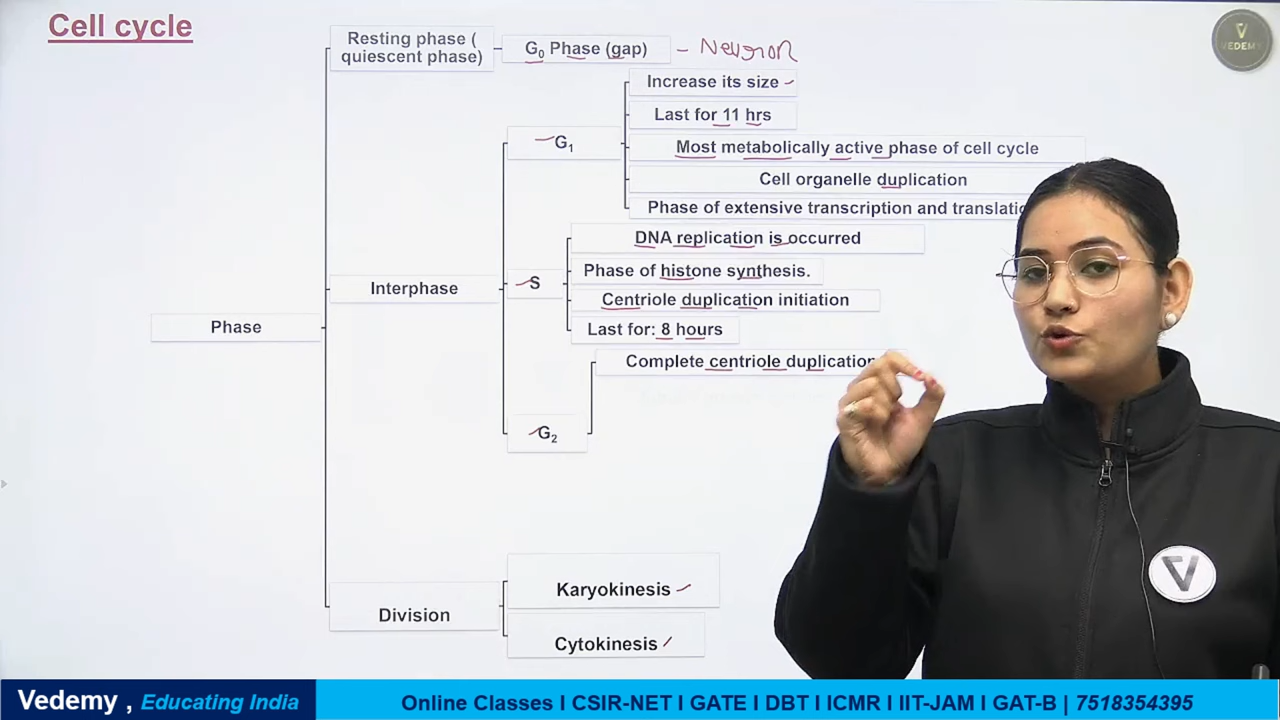 Cell cycle
VEDEMY
Resting phase (
quiescent phase)
G₀ Phase (gap)
- Neuron
Increase its size
Last for 11 hrs
G₁
Most metabolically active phase of cell cycle
Cell organelle duplication
Phase of extensive transcription and translatio
DNA replication is occurred
Phase of histone synthesis.
Interphase
S
Centriole duplication initiation
Phase
Last for: 8 hours
Complete centriole duplication
G₂
Karyokinesis
Division
Cytokinesis
Vedemy , Educating India
Online Classes I CSIR-NET I GATE I DBT I ICMR I IIT-JAM I GAT-B | 7518354395